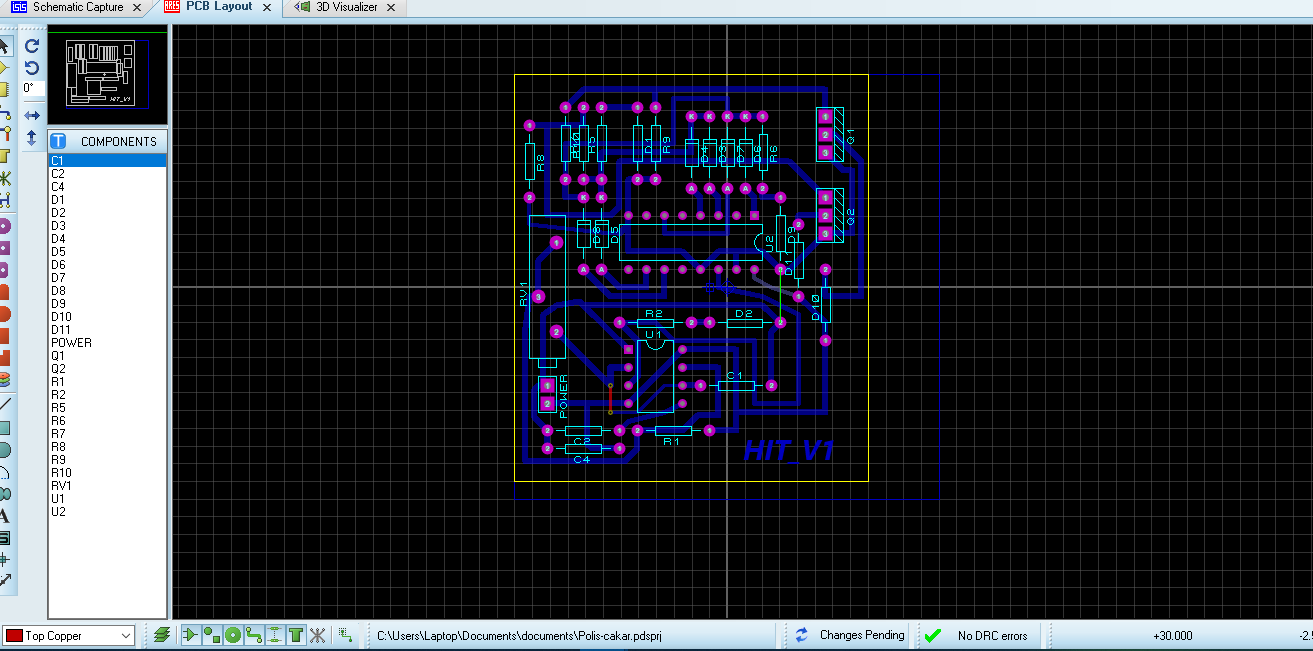 Schematic Capture
PCB Layout
3D Visualizer
0°
COMPONENTS
C1
C2
C4
D1
D2
D3
D4
D5
D6
D7
D8
D9
D10
D11
POWER
Q1
Q2
R1
R2
R5
R6
R7
R8
R9
R10
RV1
U1
U2
R8
R10
R5
D1
R9
D4
D3
D7
D6
R6
Q1
Q2
D8
D5
U2
D9
D11
D10
RV1
R2
D2
U1
C1
POWER
C2
R1
C4
HIT_V1
Top Copper
C:\Users\Laptop\Documents\documents\Polis-cakar.pdsprj
Changes Pending
No DRC errors
+30.000